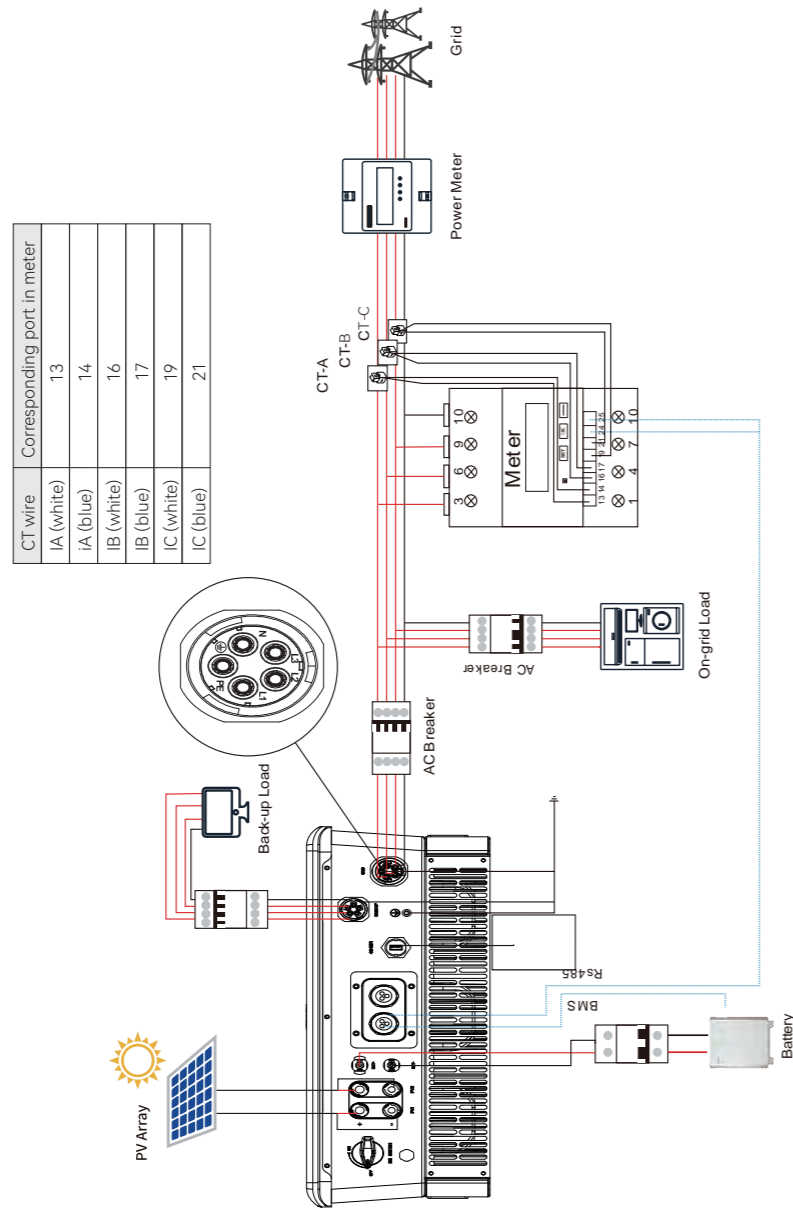 CT wire Corresponding port in meter
IA (white) 13
iA (blue) 14
IB (white) 16
IB (blue) 17
IC (white) 19
IC (blue) 21
Grid
Power Meter
CT-A
CT-B
CT-C
3 6 9 10
Meter
SET
13 14 16 17 19 21 24 25
1 4 7 10
PE
N
L1
L2
L3
Back-up Load
AC Breaker
AC Breaker
On-grid Load
PV Array
+
-
PV1 PV2
Rs485
BMS
Battery